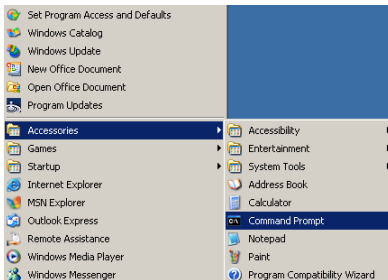 Set Program Access and Defaults
Windows Catalog
Windows Update
New Office Document
Open Office Document
Program Updates
Accessories
Games
Startup
Internet Explorer
MSN Explorer
Outlook Express
Remote Assistance
Windows Media Player
Windows Messenger
Accessibility
Entertainment
System Tools
Address Book
Calculator
Command Prompt
Notepad
Paint
Program Compatibility Wizard